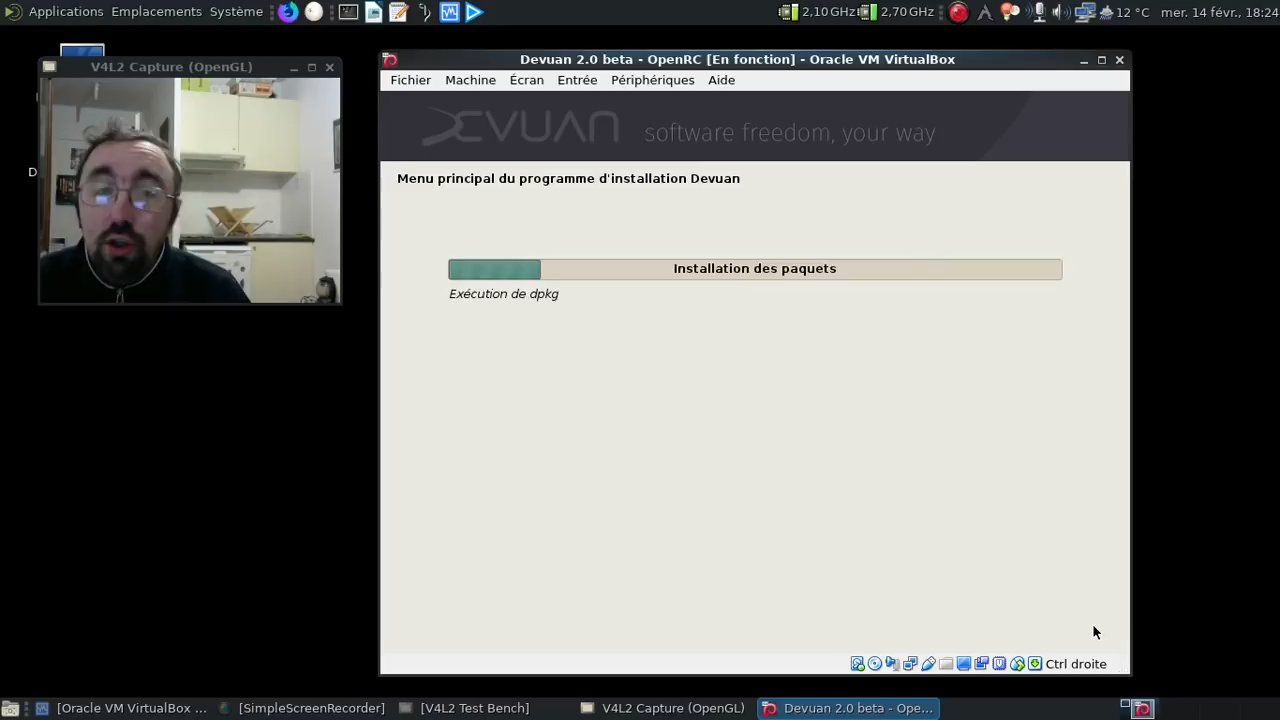 Applications Emplacements Système
2,10 GHz 2,70 GHz 12 °C mer. 14 févr., 18:24
V4L2 Capture (OpenGL)
D
Devuan 2.0 beta - OpenRC [En fonction] - Oracle VM VirtualBox
Fichier Machine Écran Entrée Périphériques Aide
DEVUAN software freedom, your way
Menu principal du programme d'installation Devuan
Installation des paquets
Exécution de dpkg
Ctrl droite
[Oracle VM VirtualBox ... [SimpleScreenRecorder] [V4L2 Test Bench] V4L2 Capture (OpenGL) Devuan 2.0 beta - Ope...